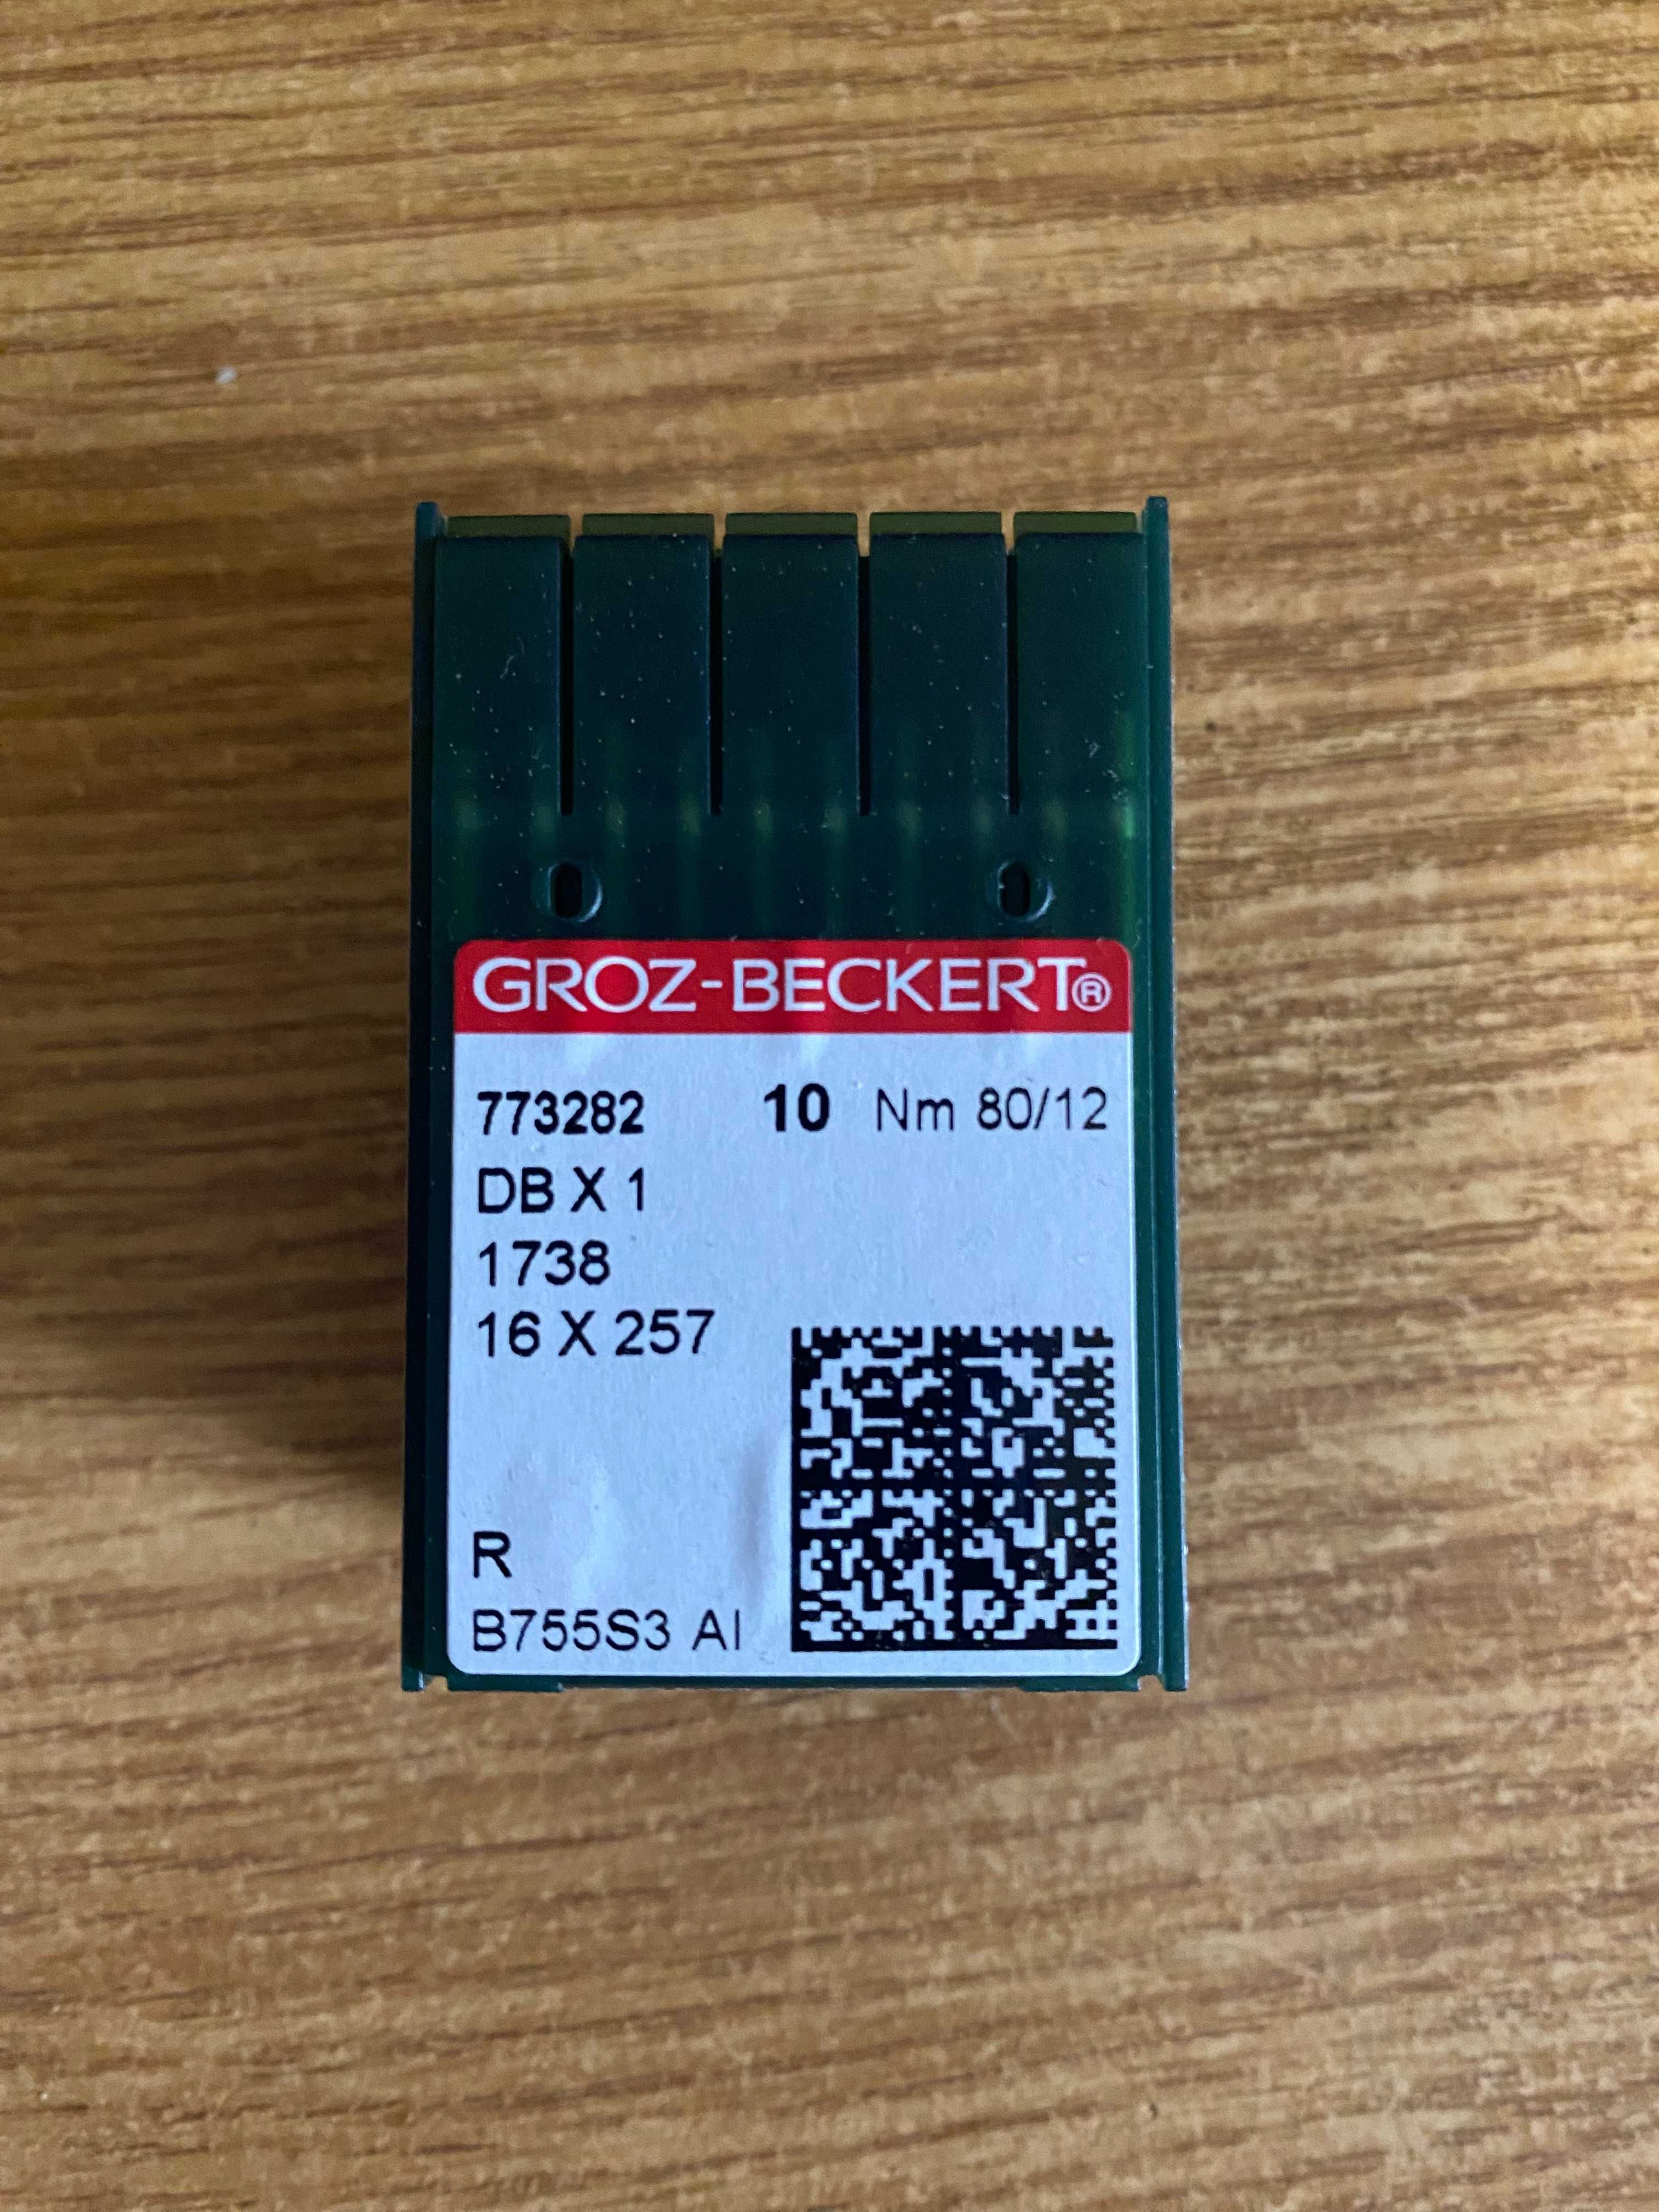 GROZ-BECKERT®
773282 10 Nm 80/12
DB X 1
1738
16 X 257
R
B755S3 AI